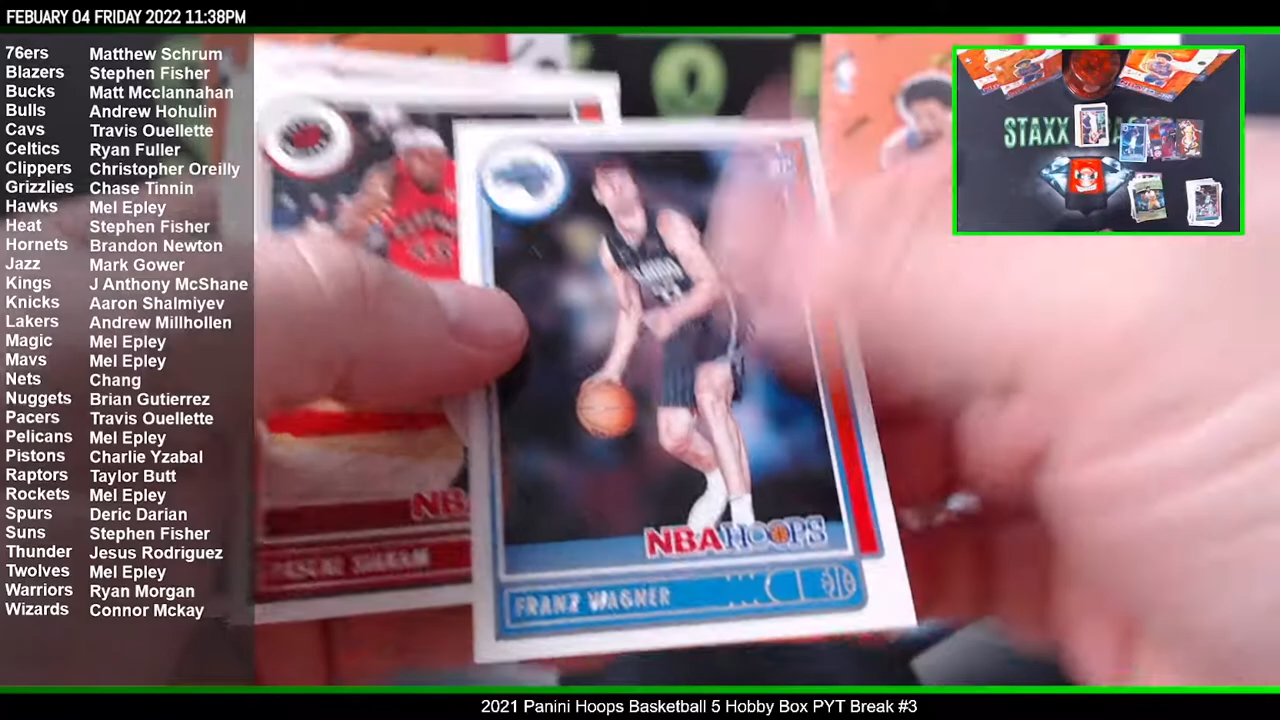 FEBUARY 04 FRIDAY 2022 11:38PM
76ers Matthew Schrum
Blazers Stephen Fisher
Bucks Matt Mcclannahan
Bulls Andrew Hohulin
Cavs Travis Ouellette
Celtics Ryan Fuller
Clippers Christopher Oreilly
Grizzlies Chase Tinnin
Hawks Mel Epley
Heat Stephen Fisher
Hornets Brandon Newton
Jazz Mark Gower
Kings J Anthony McShane
Knicks Aaron Shalmiyev
Lakers Andrew Millhollen
Magic Mel Epley
Mavs Mel Epley
Nets Chang
Nuggets Brian Gutierrez
Pacers Travis Ouellette
Pelicans Mel Epley
Pistons Charlie Yzabal
Raptors Taylor Butt
Rockets Mel Epley
Spurs Deric Darian
Suns Stephen Fisher
Thunder Jesus Rodriguez
Twolves Mel Epley
Warriors Ryan Morgan
Wizards Connor Mckay
STAXX
NBA HOOPS
FRANZ WAGNER
NB
PASCAL SIAKAM
2021 Panini Hoops Basketball 5 Hobby Box PYT Break #3